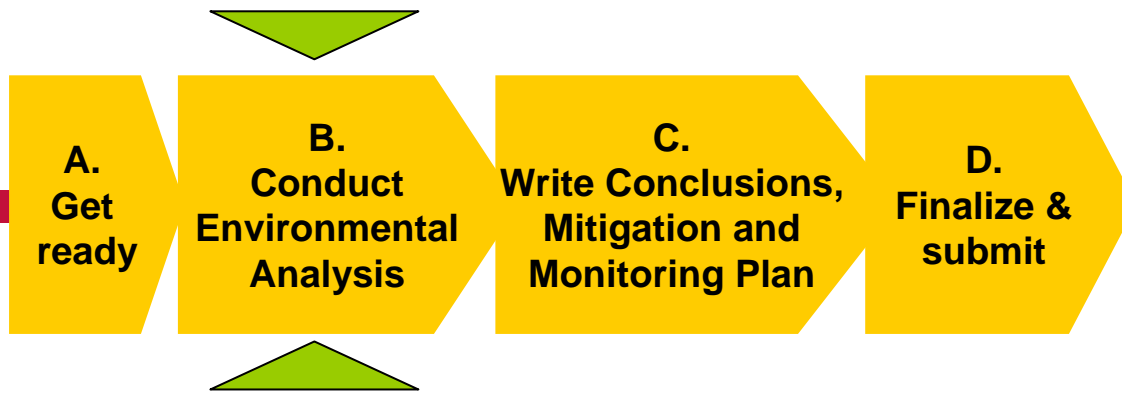 A.
Get
ready
B.
Conduct
Environmental
Analysis
C.
Write Conclusions,
Mitigation and
Monitoring Plan
D.
Finalize &
submit